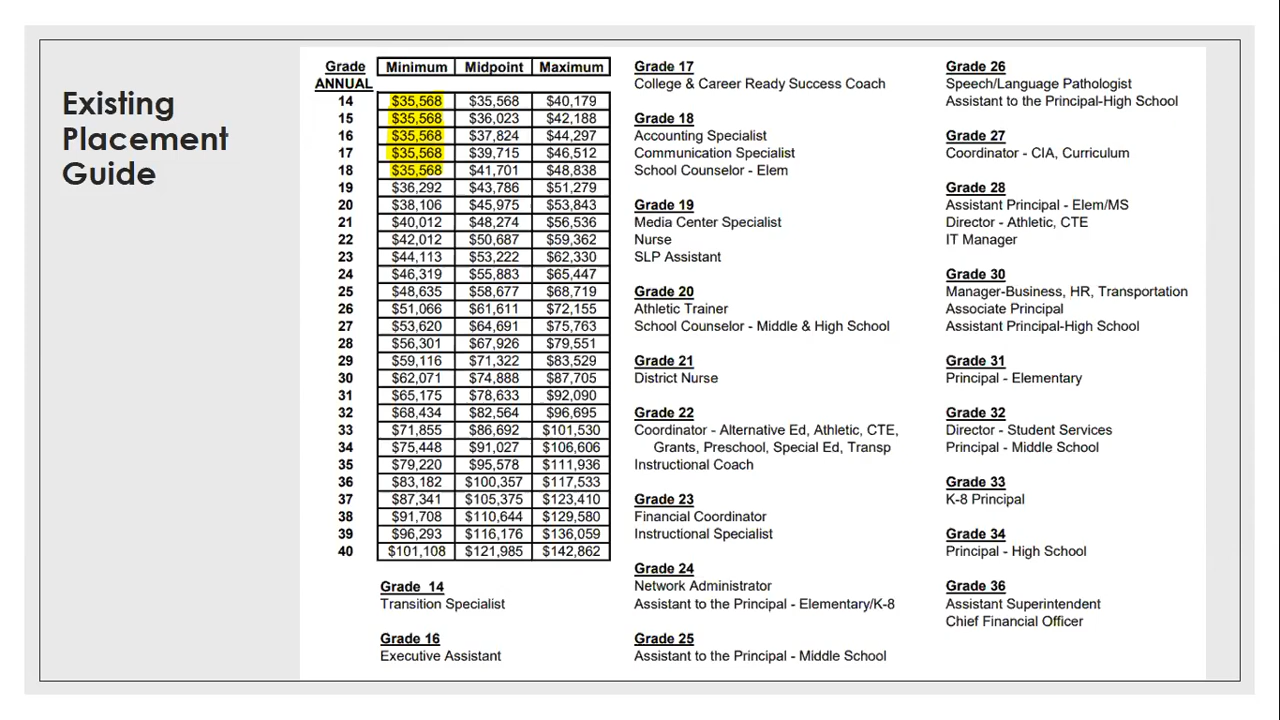 Existing
Placement
Guide
Grade Minimum Midpoint Maximum
ANNUAL
14 $35,568 $35,568 $40,179
15 $35,568 $36,023 $42,188
16 $35,568 $37,824 $44,297
17 $35,568 $39,715 $46,512
18 $35,568 $41,701 $48,838
19 $36,292 $43,786 $51,279
20 $38,106 $45,975 $53,843
21 $40,012 $48,274 $56,536
22 $42,012 $50,687 $59,362
23 $44,113 $53,222 $62,330
24 $46,319 $55,883 $65,447
25 $48,635 $58,677 $68,719
26 $51,066 $61,611 $72,155
27 $53,620 $64,691 $75,763
28 $56,301 $67,926 $79,551
29 $59,116 $71,322 $83,529
30 $62,071 $74,888 $87,705
31 $65,175 $78,633 $92,090
32 $68,434 $82,564 $96,695
33 $71,855 $86,692 $101,530
34 $75,448 $91,027 $106,606
35 $79,220 $95,578 $111,936
36 $83,182 $100,357 $117,533
37 $87,341 $105,375 $123,410
38 $91,708 $110,644 $129,580
39 $96,293 $116,176 $136,059
40 $101,108 $121,985 $142,862
Grade 14
Transition Specialist
Grade 16
Executive Assistant
Grade 17
College & Career Ready Success Coach
Grade 18
Accounting Specialist
Communication Specialist
School Counselor - Elem
Grade 19
Media Center Specialist
Nurse
SLP Assistant
Grade 20
Athletic Trainer
School Counselor - Middle & High School
Grade 21
District Nurse
Grade 22
Coordinator - Alternative Ed, Athletic, CTE,
Grants, Preschool, Special Ed, Transp
Instructional Coach
Grade 23
Financial Coordinator
Instructional Specialist
Grade 24
Network Administrator
Assistant to the Principal - Elementary/K-8
Grade 25
Assistant to the Principal - Middle School
Grade 26
Speech/Language Pathologist
Assistant to the Principal-High School
Grade 27
Coordinator - CIA, Curriculum
Grade 28
Assistant Principal - Elem/MS
Director - Athletic, CTE
IT Manager
Grade 30
Manager-Business, HR, Transportation
Associate Principal
Assistant Principal-High School
Grade 31
Principal - Elementary
Grade 32
Director - Student Services
Principal - Middle School
Grade 33
K-8 Principal
Grade 34
Principal - High School
Grade 36
Assistant Superintendent
Chief Financial Officer